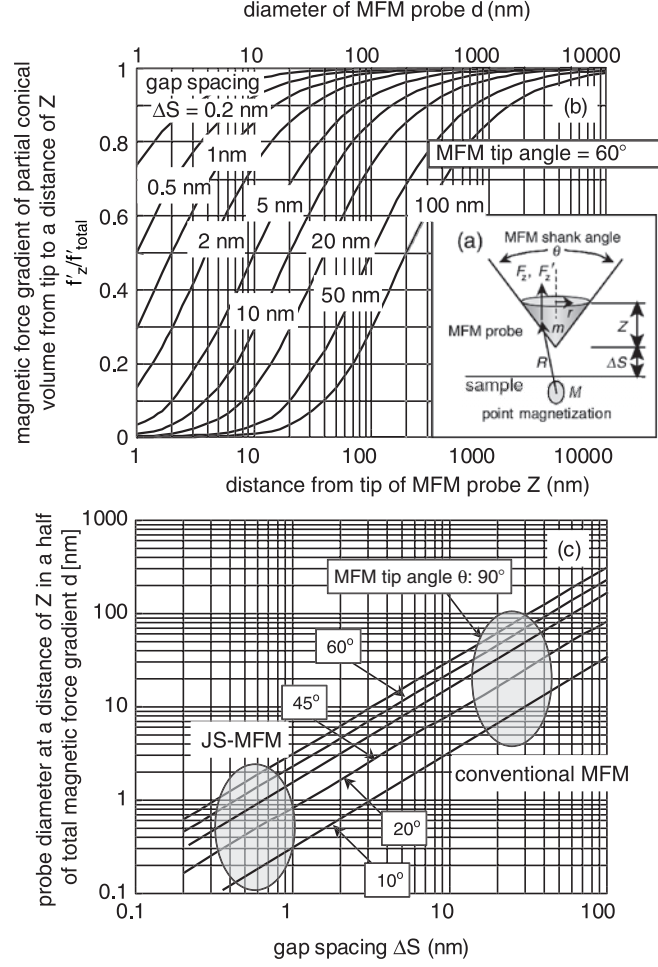 diameter of MFM probe d (nm)
1 10 100 1000 10000
magnetic force gradient of partial conical
volume from tip to a distance of Z
f'z/f'total
1
0.8
0.6
0.4
0.2
0
gap spacing
ΔS = 0.2 nm
0.5 nm
1nm
2 nm
5 nm
10 nm
20 nm
50 nm
100 nm
(b)
MFM tip angle = 60°
(a)
MFM shank angle
θ
Fz, Fz'
r
m
MFM probe
Z
R
ΔS
sample
M
point magnetization
1 10 100 1000 10000
distance from tip of MFM probe Z (nm)
probe diameter at a distance of Z in a half
of total magnetic force gradient d [nm]
1000
100
10
1
0.1
(c)
MFM tip angle θ: 90°
60°
45°
JS-MFM
conventional MFM
20°
10°
0.1 1 10 100
gap spacing ΔS (nm)